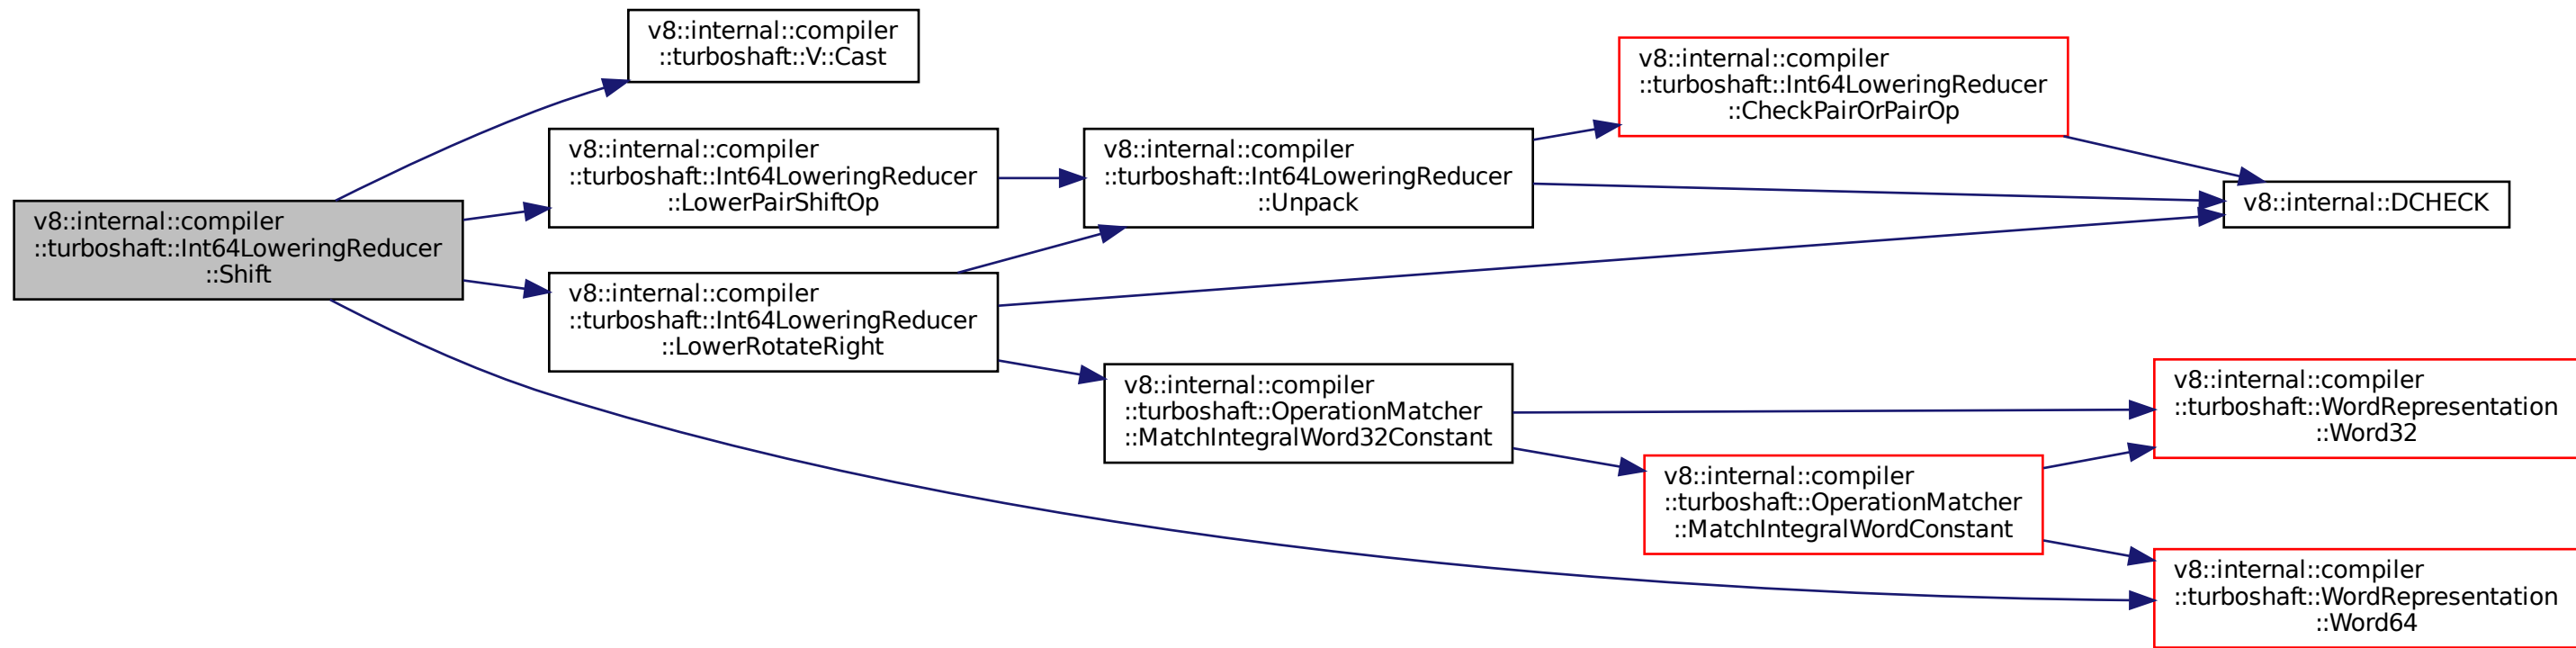 v8::internal::compiler
::turboshaft::Int64LoweringReducer
::Shift
v8::internal::compiler
::turboshaft::V::Cast
v8::internal::compiler
::turboshaft::Int64LoweringReducer
::LowerPairShiftOp
v8::internal::compiler
::turboshaft::Int64LoweringReducer
::Unpack
v8::internal::compiler
::turboshaft::Int64LoweringReducer
::CheckPairOrPairOp
v8::internal::DCHECK
v8::internal::compiler
::turboshaft::Int64LoweringReducer
::LowerRotateRight
v8::internal::compiler
::turboshaft::OperationMatcher
::MatchIntegralWord32Constant
v8::internal::compiler
::turboshaft::WordRepresentation
::Word32
v8::internal::compiler
::turboshaft::OperationMatcher
::MatchIntegralWordConstant
v8::internal::compiler
::turboshaft::WordRepresentation
::Word64